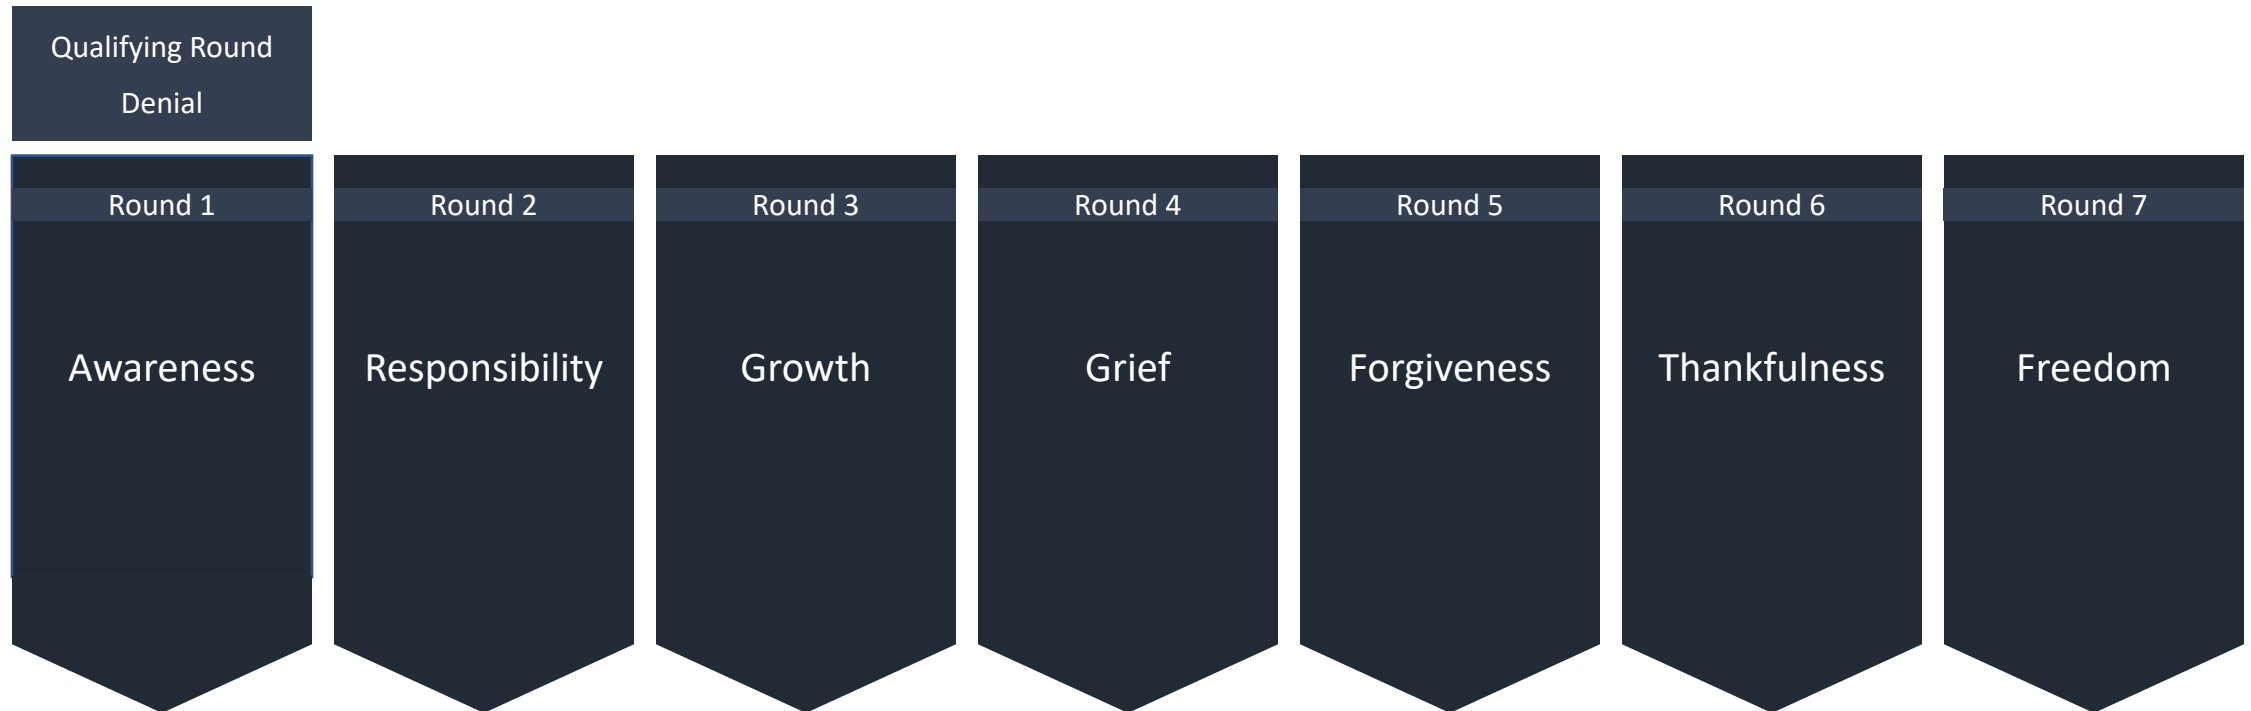 Qualifying Round
Denial
Round 1
Awareness
Round 2
Responsibility
Round 3
Growth
Round 4
Grief
Round 5
Forgiveness
Round 6
Thankfulness
Round 7
Freedom